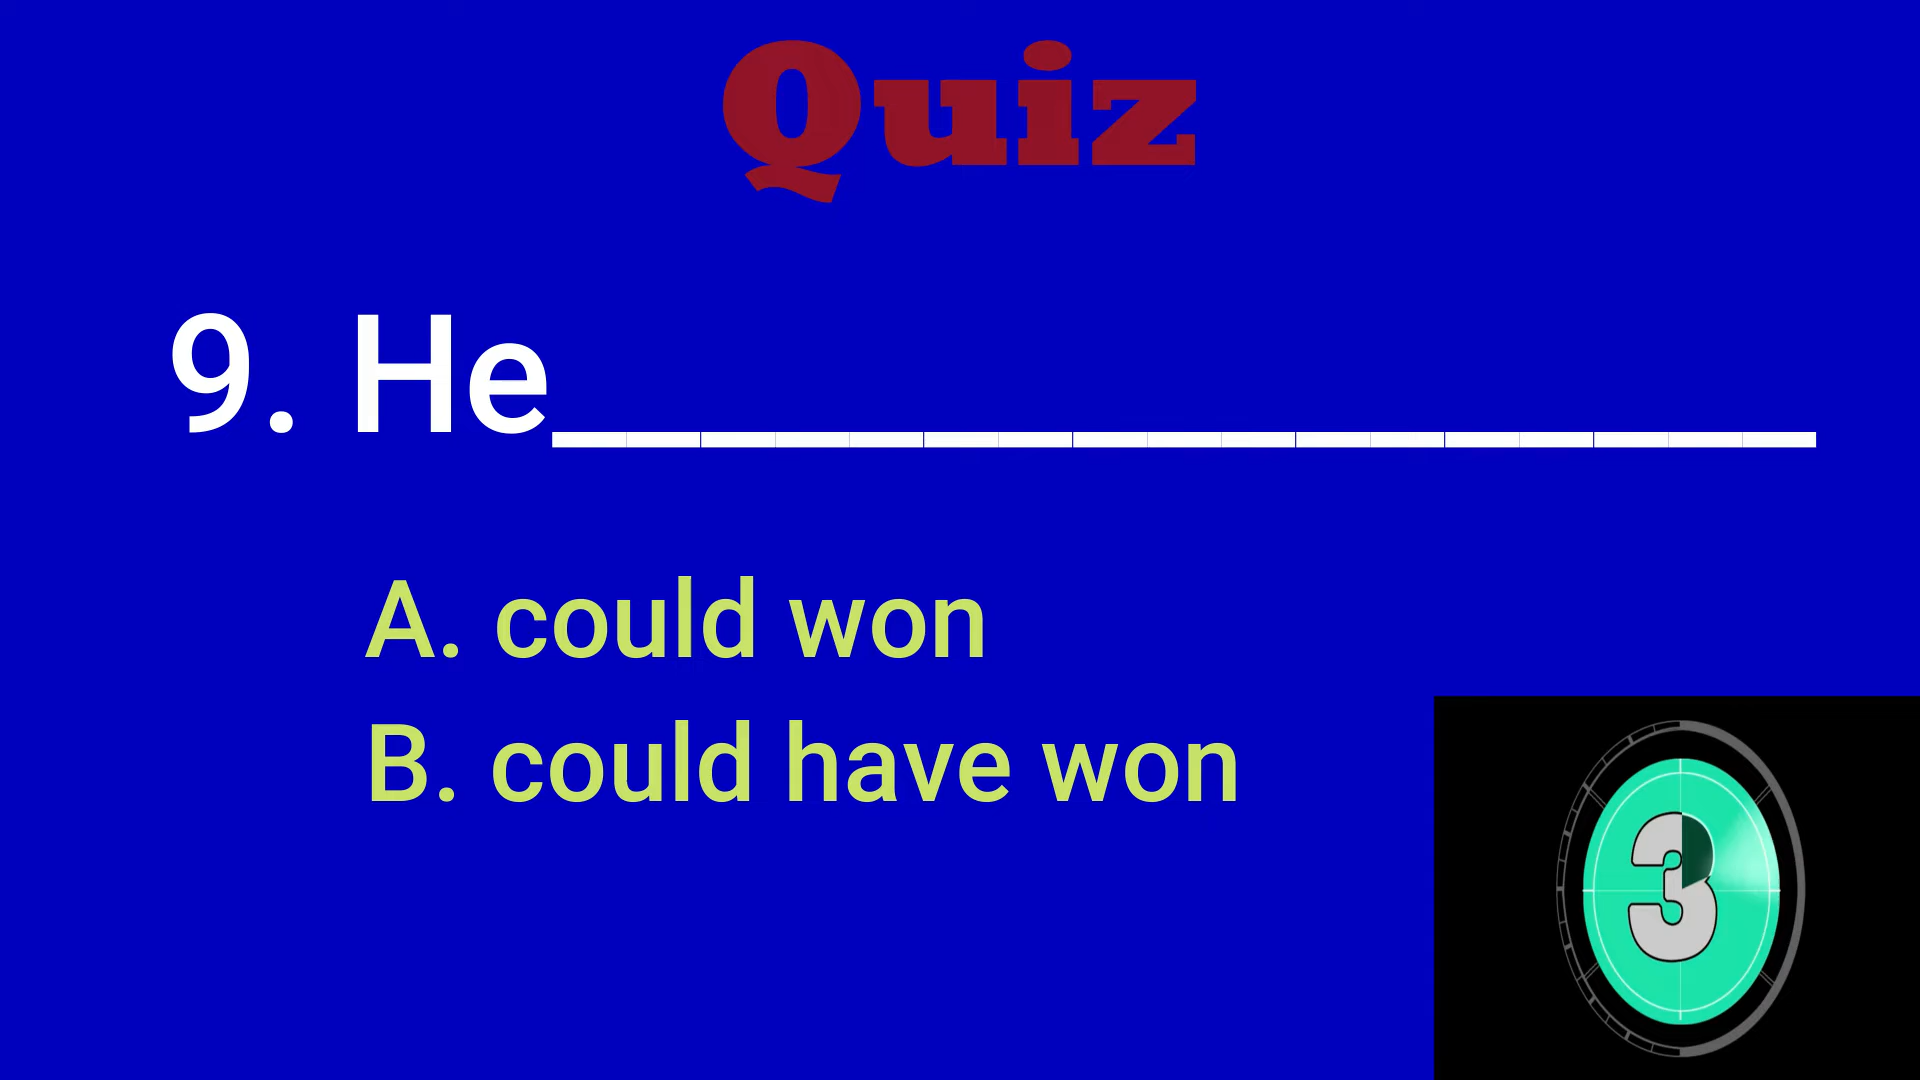 Quiz
9. He_________________
A. could won
B. could have won
3